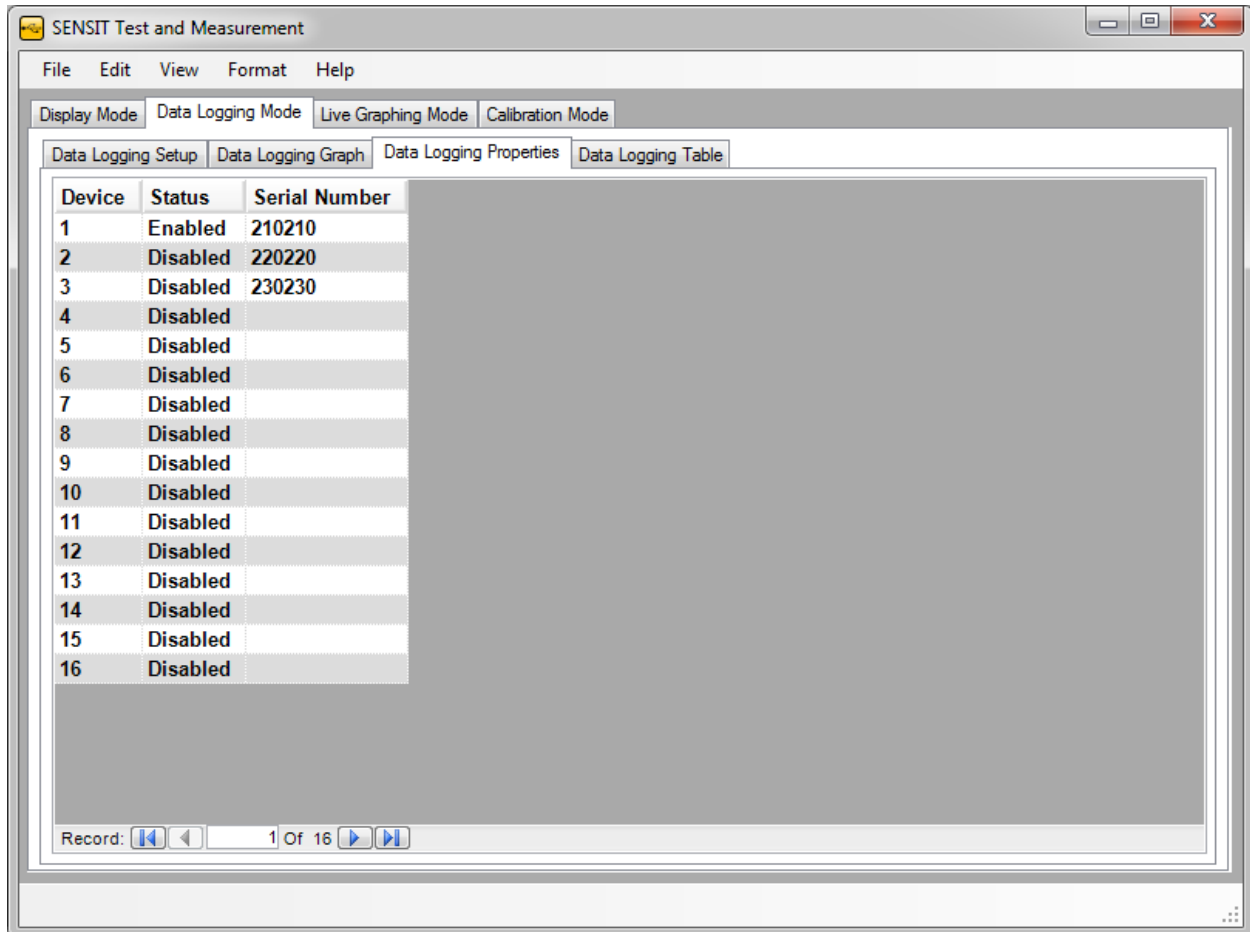 SENSIT Test and Measurement
File Edit View Format Help
Display Mode Data Logging Mode Live Graphing Mode Calibration Mode
Data Logging Setup Data Logging Graph Data Logging Properties Data Logging Table
Device Status Serial Number
1 Enabled 210210
2 Disabled 220220
3 Disabled 230230
4 Disabled
5 Disabled
6 Disabled
7 Disabled
8 Disabled
9 Disabled
10 Disabled
11 Disabled
12 Disabled
13 Disabled
14 Disabled
15 Disabled
16 Disabled
Record: 1 Of 16